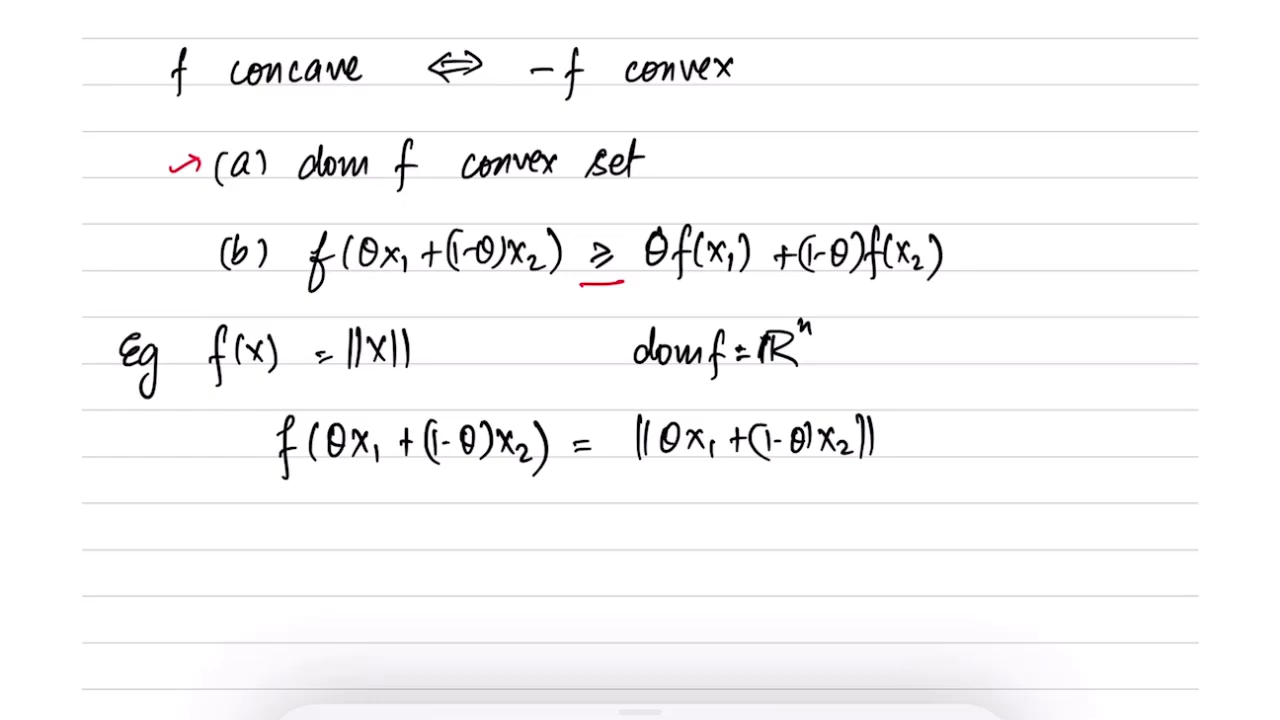 f concave ⇔ -f convex
(a) dom f convex set
(b) f(θx₁ +(1-θ)x₂) ≥ θf(x₁) +(1-θ)f(x₂)
Eg f(x) = ||x|| dom f = ℝⁿ
f(θx₁ +(1-θ)x₂) = ||θx₁ +(1-θ)x₂||